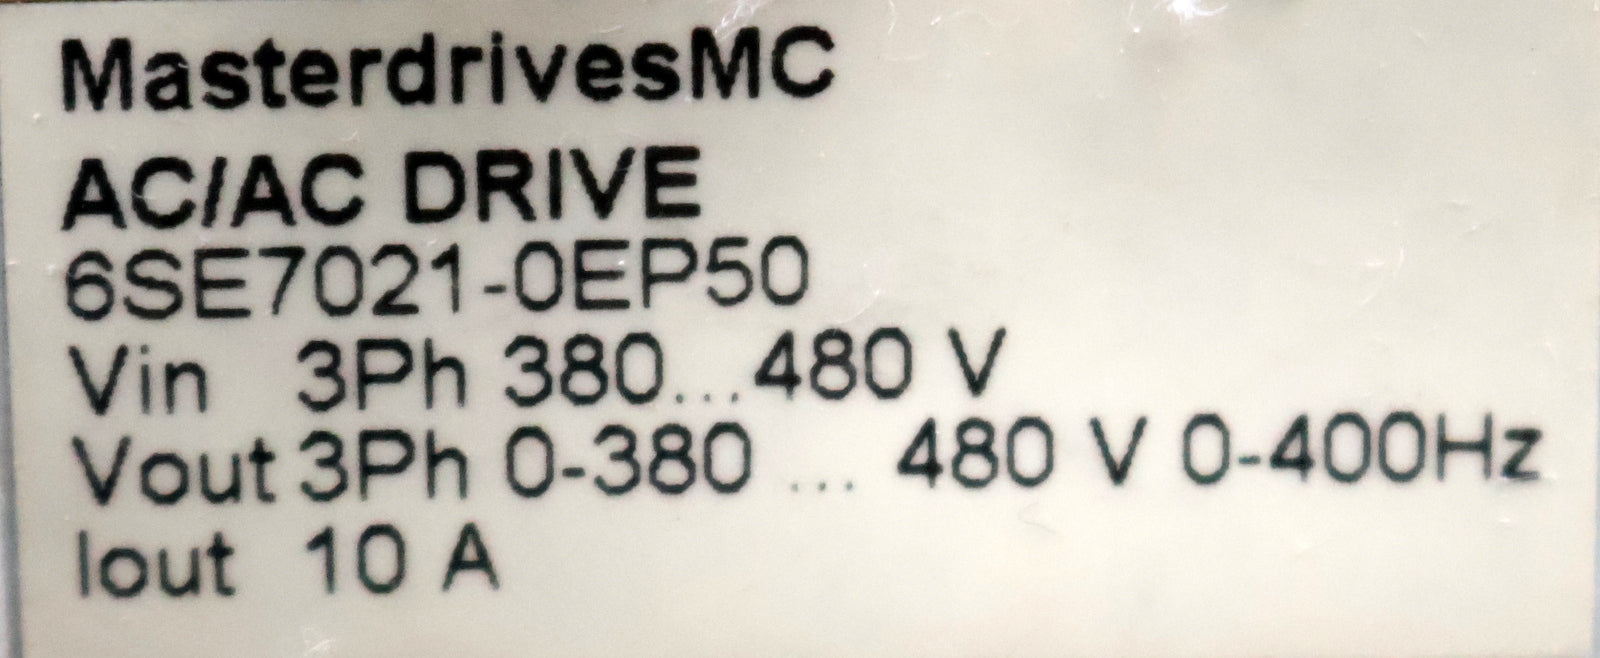 MasterdrivesMC
AC/AC DRIVE
6SE7021-0EP50
Vin 3Ph 380...480 V
Vout 3Ph 0-380 ... 480 V 0-400Hz
Iout 10 A